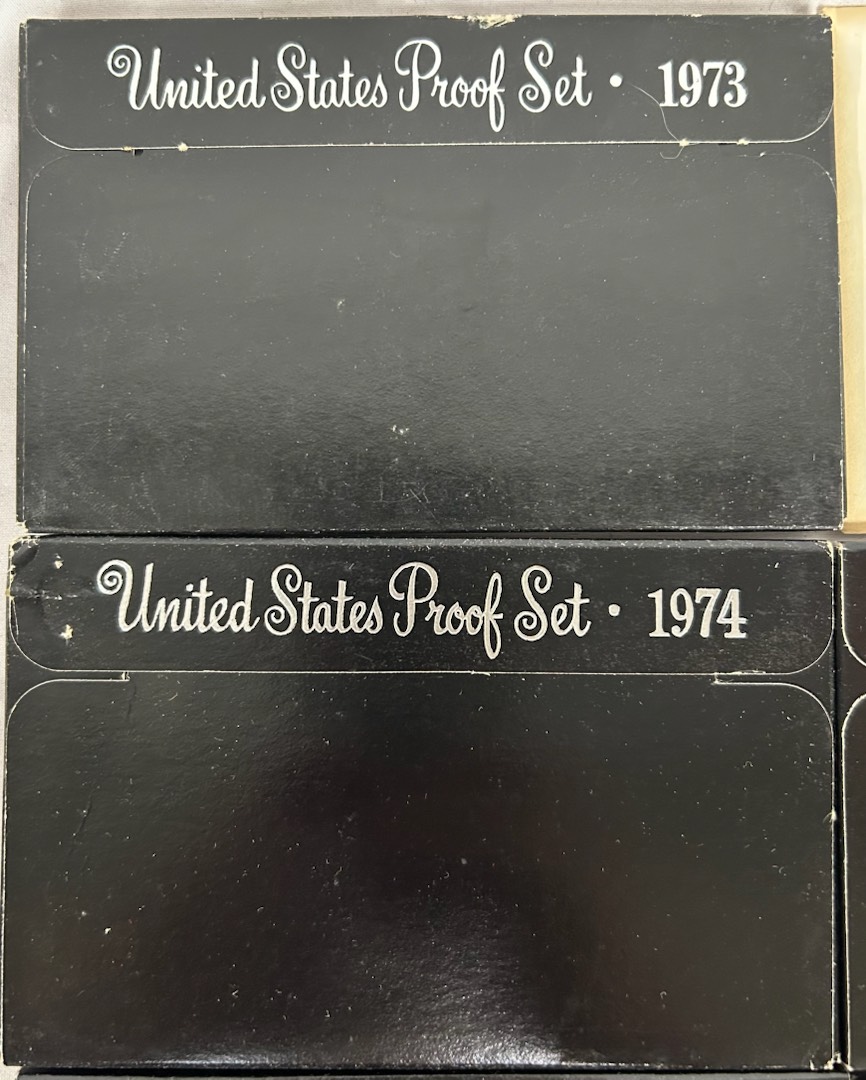 United States Proof Set • 1973
United States Proof Set • 1974